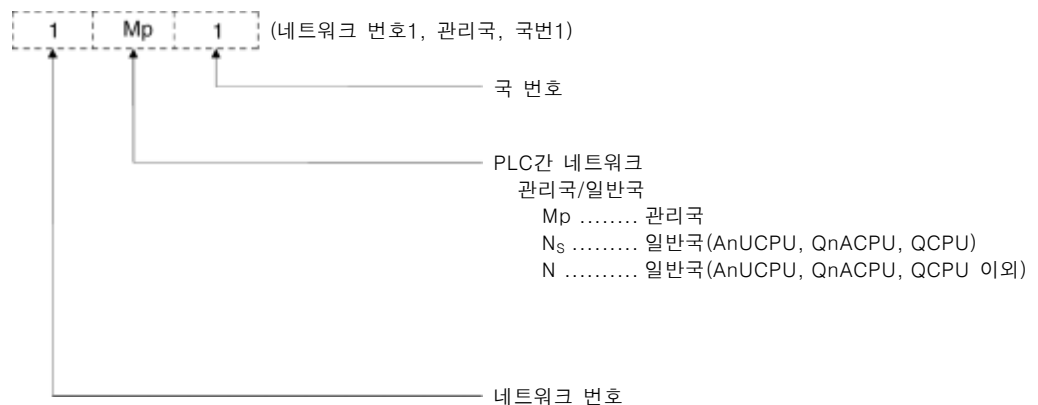 1 Mp 1 (네트워크 번호1, 관리국, 국번1)
국 번호
PLC간 네트워크
관리국/일반국
Mp ........ 관리국
NS ......... 일반국(AnUCPU, QnACPU, QCPU)
N .......... 일반국(AnUCPU, QnACPU, QCPU 이외)
네트워크 번호